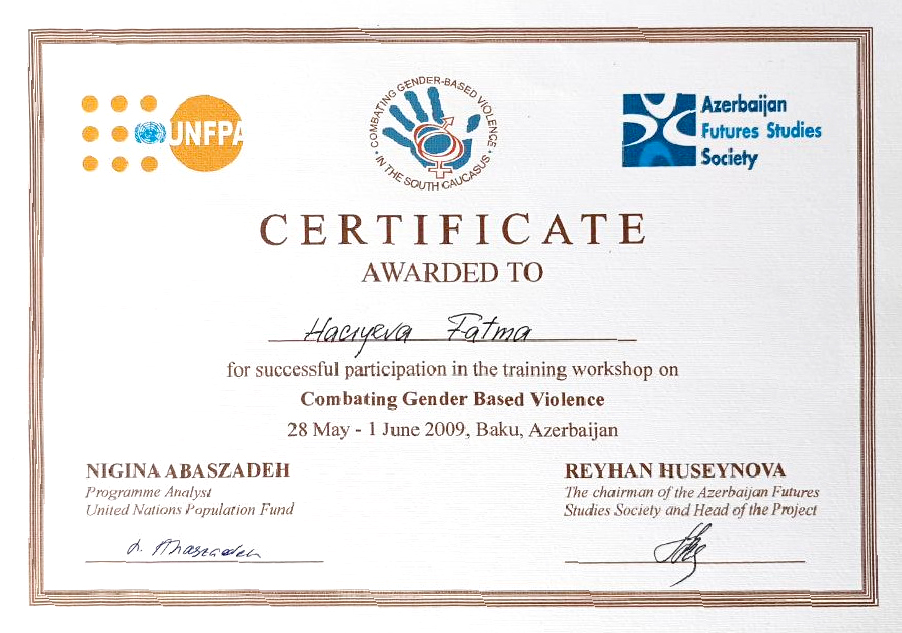 UNFPA
COMBATING GENDER-BASED VIOLENCE
IN THE SOUTH CAUCASUS
Azerbaijan
Futures Studies
Society
CERTIFICATE
AWARDED TO
Hacıyeva Fatma
for successful participation in the training workshop on
Combating Gender Based Violence
28 May - 1 June 2009, Baku, Azerbaijan
NIGINA ABASZADEH
Programme Analyst
United Nations Population Fund
REYHAN HUSEYNOVA
The chairman of the Azerbaijan Futures
Studies Society and Head of the Project